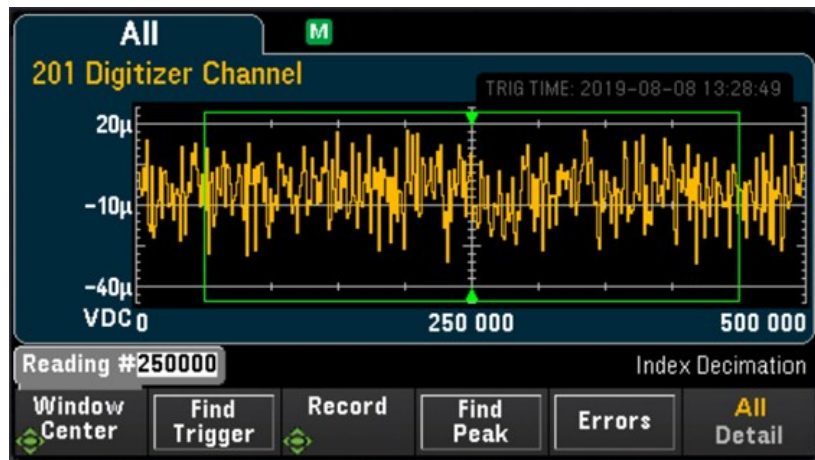 All
M
201 Digitizer Channel
TRIG TIME: 2019-08-08 13:28:49
20µ
-10µ
-40µ
VDC 0 250 000 500 000
Reading #250000 Index Decimation
Window Center
Find Trigger
Record
Find Peak
Errors
All Detail